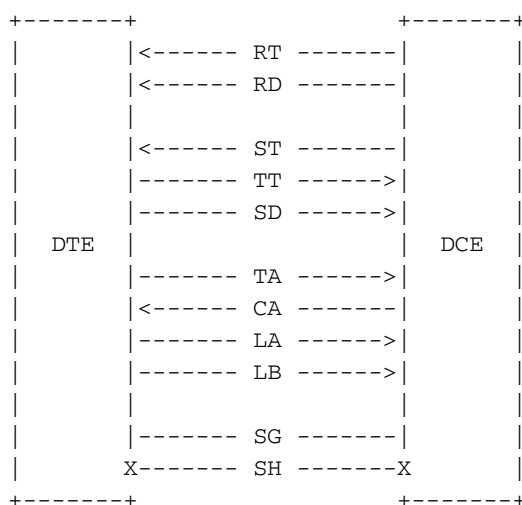 +-------+                +-------+
|       |<------ RT -------|       |
|       |<------ RD -------|       |
|       |                |       |
|       |<------ ST -------|       |
|       |------- TT ------>|       |
|       |------- SD ------>|       |
|  DTE  |                |  DCE  |
|       |------- TA ------>|       |
|       |<------ CA -------|       |
|       |------- LA ------>|       |
|       |------- LB ------>|       |
|       |                |       |
|       |------- SG -------|       |
|       X------- SH -------X       |
+-------+                +-------+